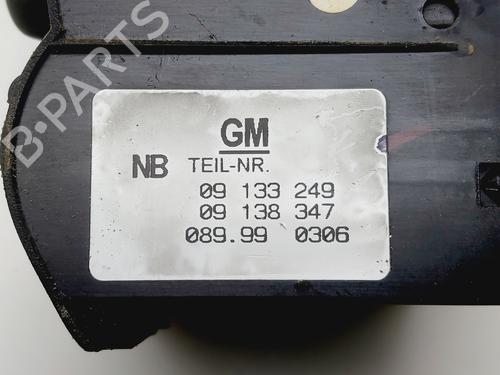 B-PARTS
GM
NB TEIL-NR.
09 133 249
09 138 347
089.99 0306